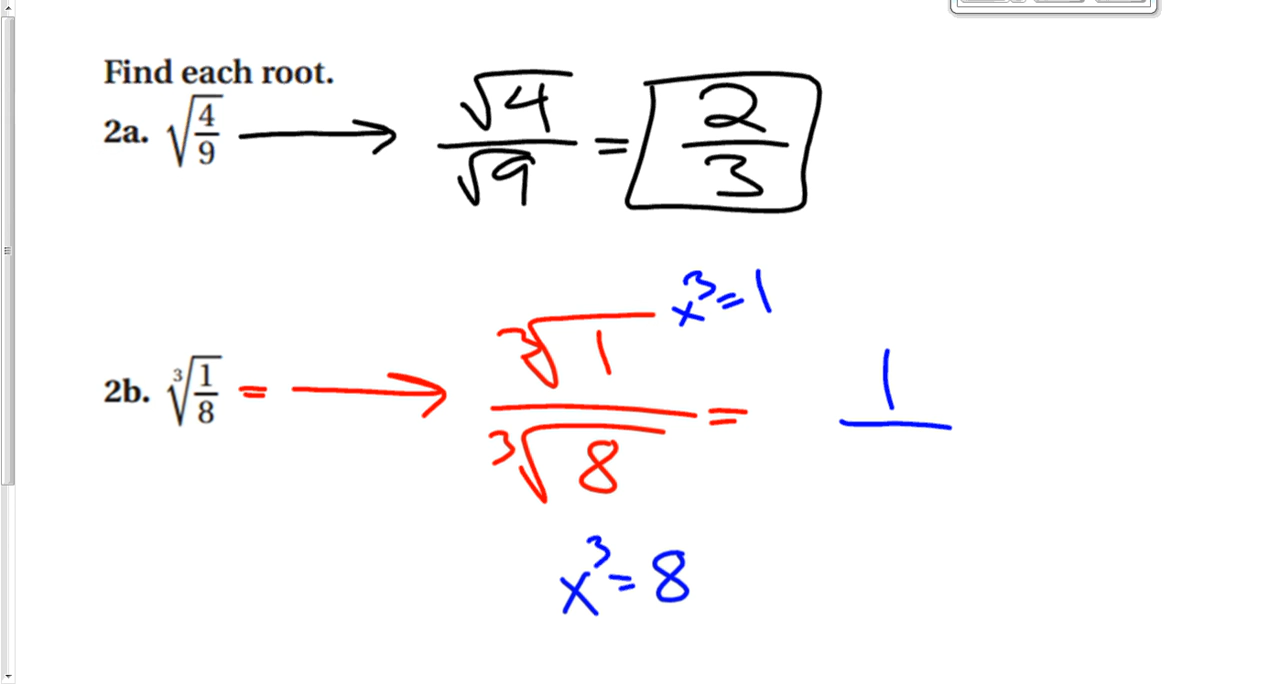 Find each root.
2a. √(4/9) → √4/√9 = 2/3
x³=1
2b. ∛(1/8) = → ∛1/∛8 = 1/
x³=8